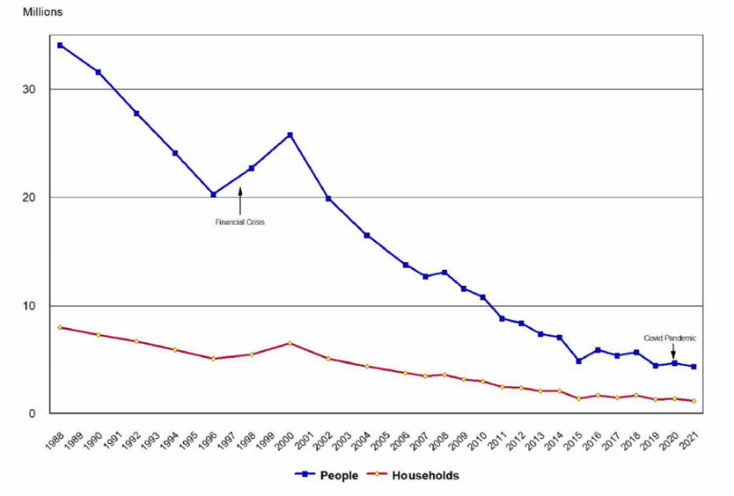 Millions
30
20
10
0
Financial Crisis
Covid Pandemic
1988 1989 1990 1991 1992 1993 1994 1995 1996 1997 1998 1999 2000 2001 2002 2003 2004 2005 2006 2007 2008 2009 2010 2011 2012 2013 2014 2015 2016 2017 2018 2019 2020 2021
People Households